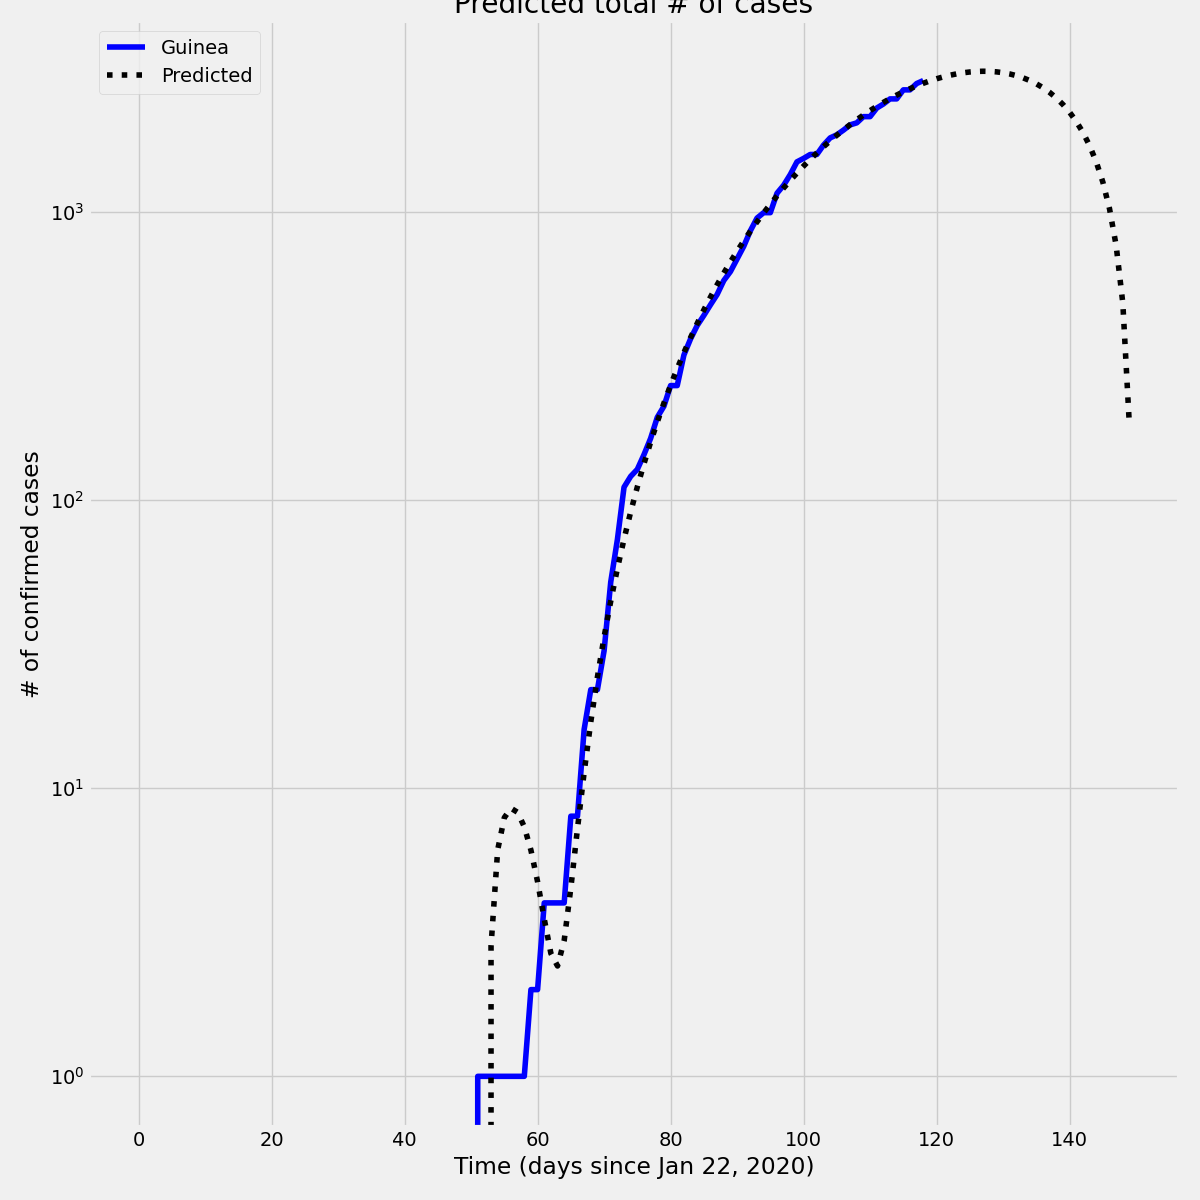 Predicted total # of cases
Guinea
Predicted
10³
10²
10¹
10⁰
# of confirmed cases
0 20 40 60 80 100 120 140
Time (days since Jan 22, 2020)